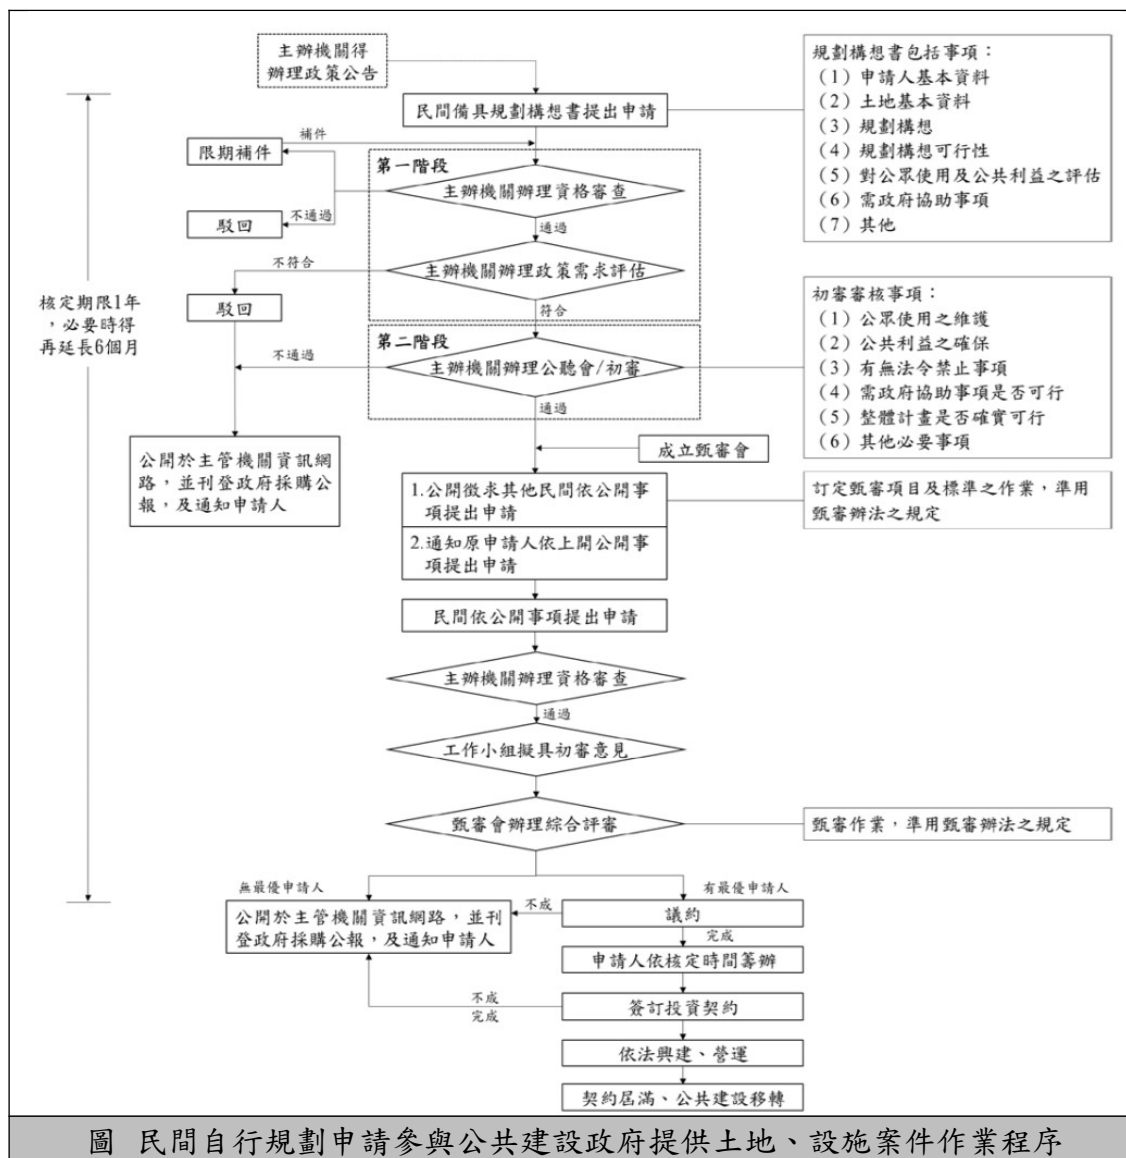 主辦機關得
辦理政策公告
民間備具規劃構想書提出申請
規劃構想書包括事項：
（1）申請人基本資料
（2）土地基本資料
（3）規劃構想
（4）規劃構想可行性
（5）對公眾使用及公共利益之評估
（6）需政府協助事項
（7）其他
補件
限期補件
第一階段
主辦機關辦理資格審查
不通過
駁回
通過
不符合
主辦機關辦理政策需求評估
駁回
符合
核定期限1年
，必要時得
再延長6個月
第二階段
不通過
主辦機關辦理公聽會/初審
通過
初審審核事項：
（1）公眾使用之維護
（2）公共利益之確保
（3）有無法令禁止事項
（4）需政府協助事項是否可行
（5）整體計畫是否確實可行
（6）其他必要事項
成立甄審會
公開於主管機關資訊網
路，並刊登政府採購公
報，及通知申請人
1.公開徵求其他民間依公開事
項提出申請
2.通知原申請人依上開公開事
項提出申請
訂定甄審項目及標準之作業，準用
甄審辦法之規定
民間依公開事項提出申請
主辦機關辦理資格審查
通過
工作小組擬具初審意見
甄審會辦理綜合評審
甄審作業，準用甄審辦法之規定
無最優申請人
有最優申請人
公開於主管機關資訊網路，並刊
登政府採購公報，及通知申請人
不成
議約
完成
申請人依核定時間籌辦
不成
完成
簽訂投資契約
依法興建、營運
契約屆滿、公共建設移轉
圖 民間自行規劃申請參與公共建設政府提供土地、設施案件作業程序